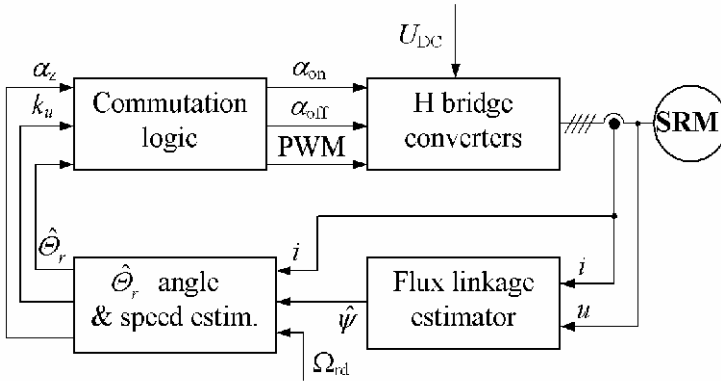 U_DC
α_z
k_u
Commutation
logic
α_on
α_off
PWM
H bridge
converters
SRM
Θ̂_r
Θ̂_r angle
& speed estim.
i
ψ̂
Flux linkage
estimator
i
u
Ω_rd